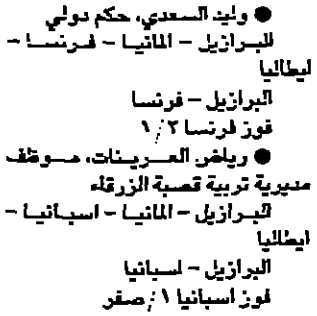 ● وليد السعدي، حكم دولي
البرازيل – المانيا – فرنسا –
ايطاليا
البرازيل – فرنسا
فوز فرنسا ٢/١
● رياض العرينات، موظف
مديرية تربية قصبة الزرقاء
البرازيل – المانيا – اسبانيا –
ايطاليا
البرازيل – اسبانيا
فوز اسبانيا ١/صفر